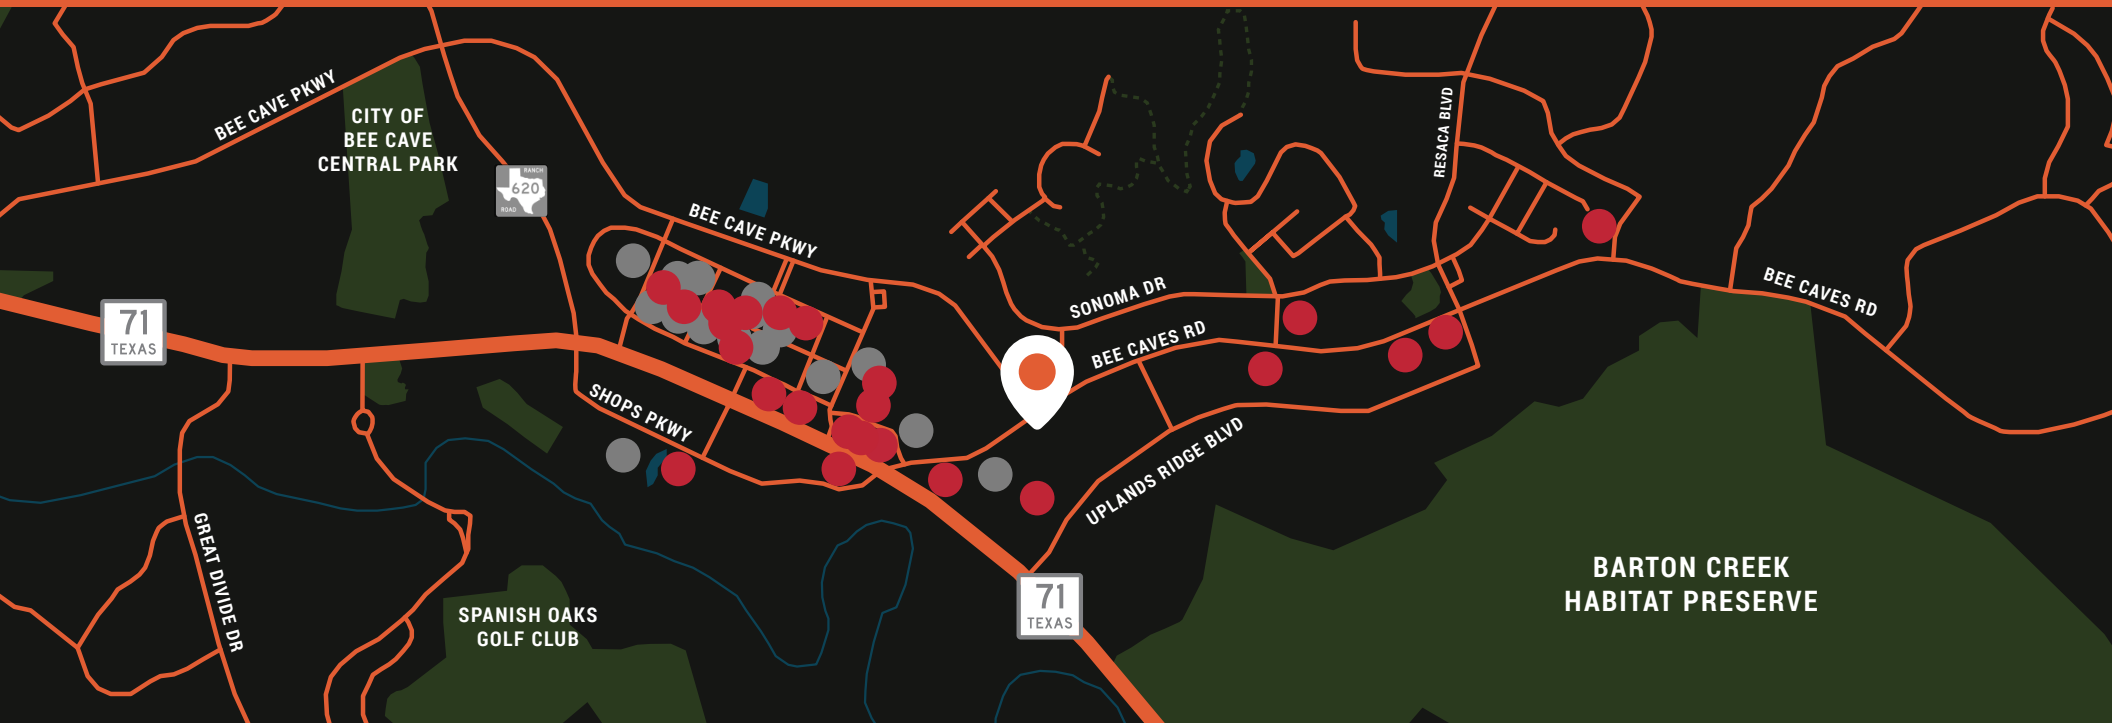 BEE CAVE PKWY
CITY OF
BEE CAVE
CENTRAL PARK
RANCH
620
ROAD
BEE CAVE PKWY
RESACA BLVD
SONOMA DR
BEE CAVES RD
BEE CAVES RD
71
TEXAS
SHOPS PKWY
UPLANDS RIDGE BLVD
GREAT DIVIDE DR
SPANISH OAKS
GOLF CLUB
71
TEXAS
BARTON CREEK
HABITAT PRESERVE